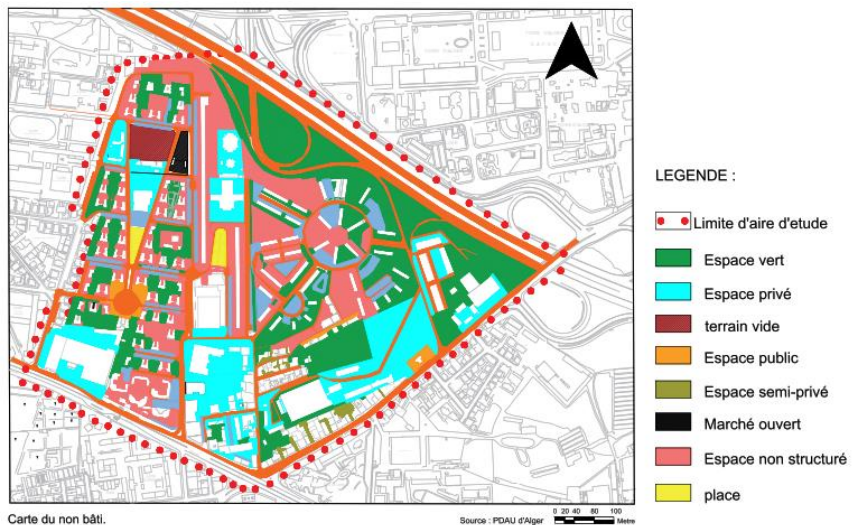 LEGENDE :
Limite d'aire d'etude
Espace vert
Espace privé
terrain vide
Espace public
Espace semi-privé
Marché ouvert
Espace non structuré
place
Carte du non bâti.
Source : PDAU d'Alger
0 20 40 60 100
Metre